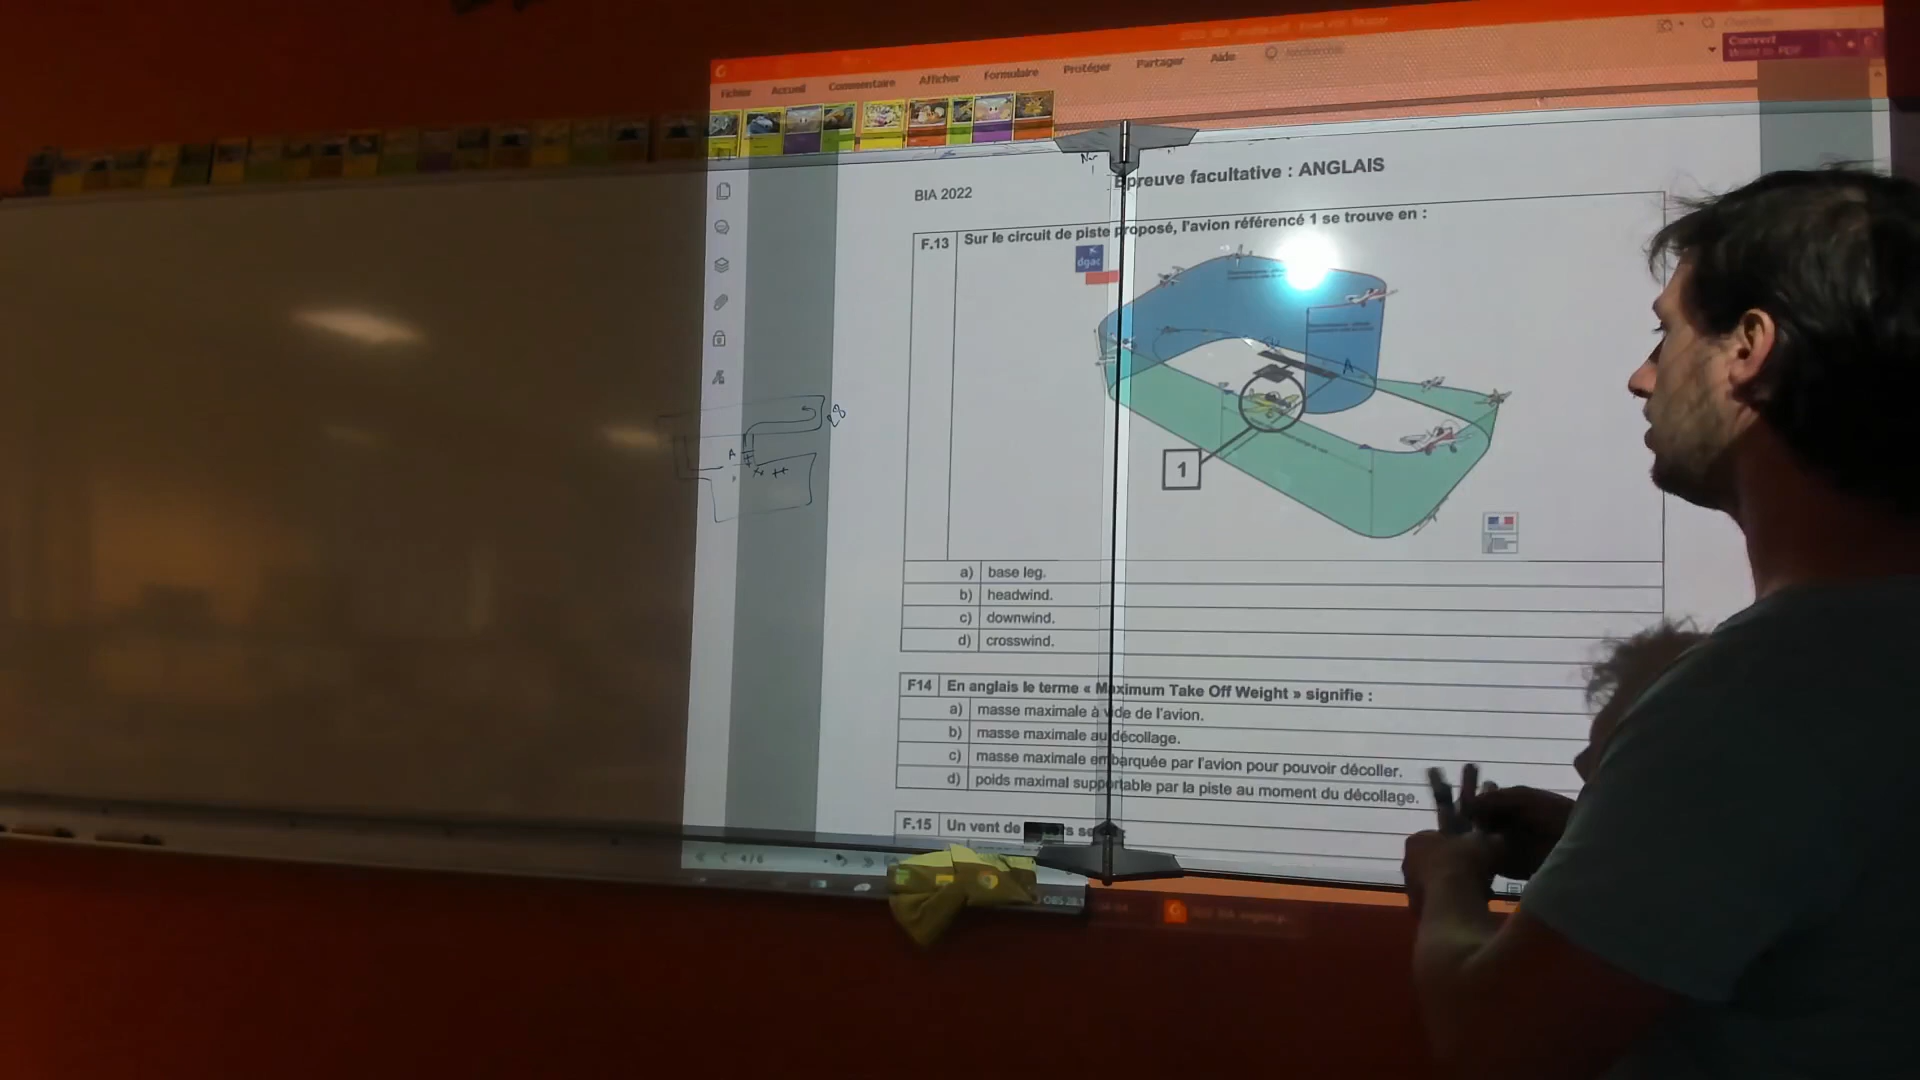 Fichier Accueil Commentaire Afficher Formulaire Protéger Partager Aide
Convert
BIA 2022
Epreuve facultative : ANGLAIS
F.13 Sur le circuit de piste proposé, l'avion référencé 1 se trouve en :
dgac
A
1
a) base leg.
b) headwind.
c) downwind.
d) crosswind.
A
F14 En anglais le terme « Maximum Take Off Weight » signifie :
a) masse maximale à vide de l'avion.
b) masse maximale au décollage.
c) masse maximale embarquée par l'avion pour pouvoir décoller.
d) poids maximal supportable par la piste au moment du décollage.
F.15 Un vent de
4 / 6